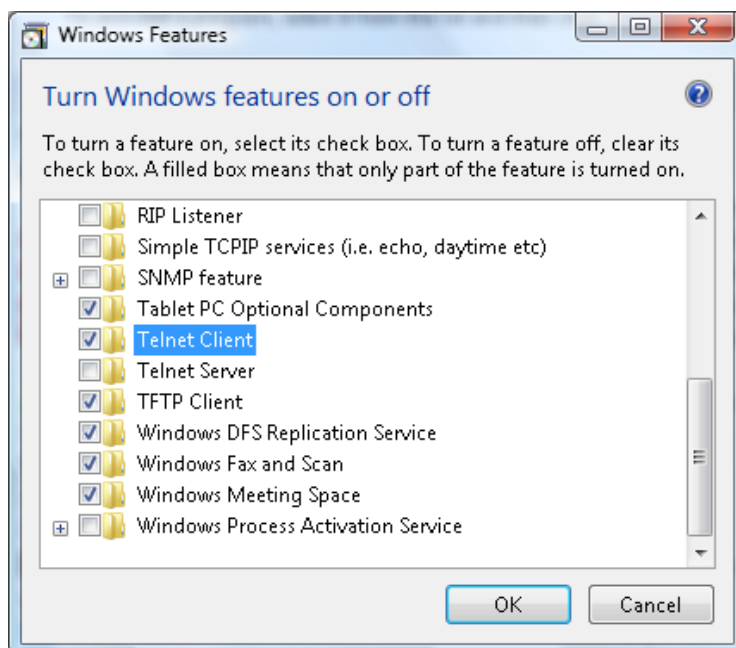 Windows Features
Turn Windows features on or off
To turn a feature on, select its check box. To turn a feature off, clear its
check box. A filled box means that only part of the feature is turned on.
RIP Listener
Simple TCPIP services (i.e. echo, daytime etc)
SNMP feature
Tablet PC Optional Components
Telnet Client
Telnet Server
TFTP Client
Windows DFS Replication Service
Windows Fax and Scan
Windows Meeting Space
Windows Process Activation Service
OK Cancel